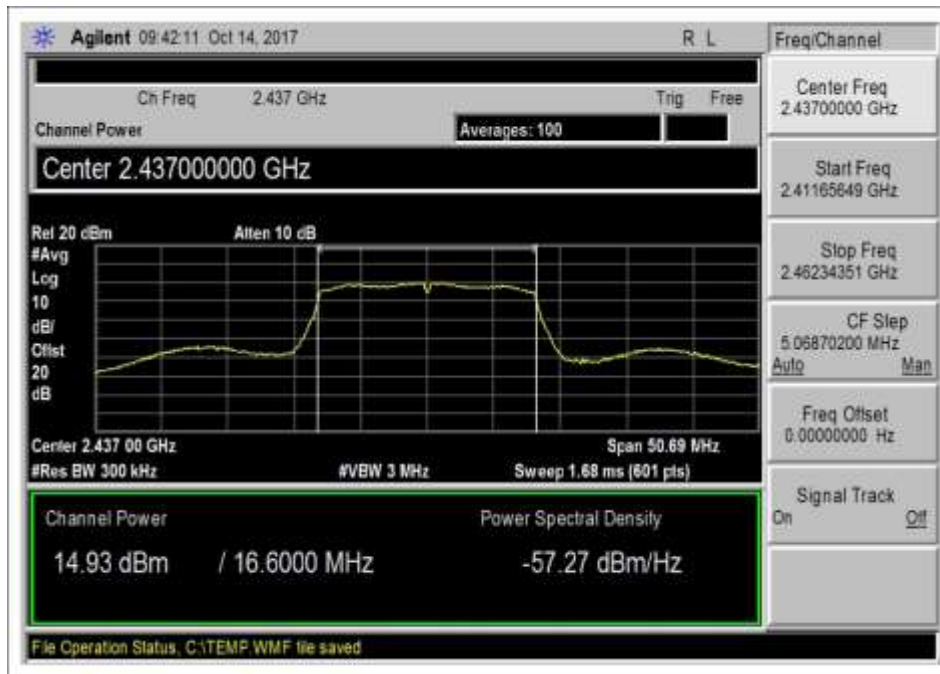 Agilent 09:42:11 Oct 14, 2017 R L
Freq/Channel
Ch Freq 2.437 GHz Trig Free
Channel Power Averages: 100
Center 2.437000000 GHz
Ref 20 dBm Atten 10 dB
#Avg
Log
10
dB/
Offst
20
dB
Center 2.437 00 GHz Span 50.69 MHz
#Res BW 300 kHz #VBW 3 MHz Sweep 1.68 ms (601 pts)
Channel Power Power Spectral Density
14.93 dBm / 16.6000 MHz -57.27 dBm/Hz
File Operation Status, C:\TEMP.WMF file saved
Center Freq
2.43700000 GHz
Start Freq
2.41165649 GHz
Stop Freq
2.46234351 GHz
CF Step
5.06870200 MHz
Auto Man
Freq Offset
0.00000000 Hz
Signal Track
On Off